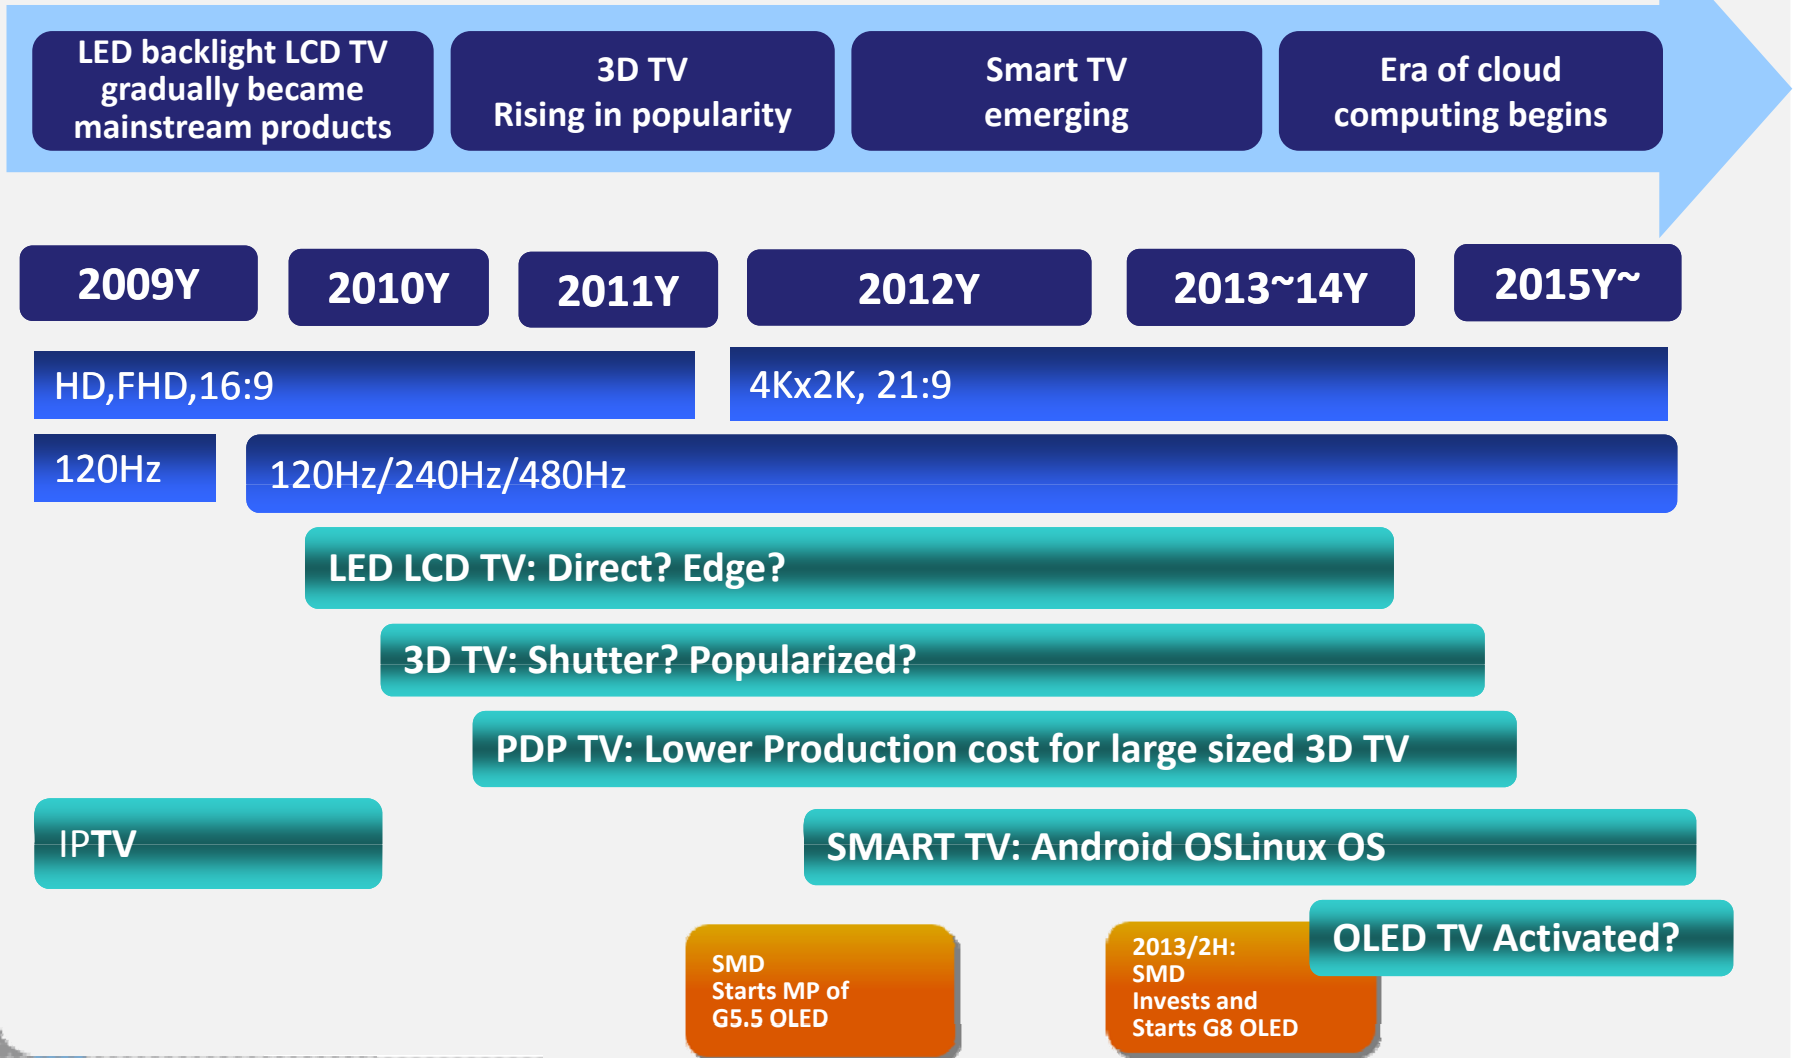 LED backlight LCD TV
gradually became
mainstream products
3D TV
Rising in popularity
Smart TV
emerging
Era of cloud
computing begins
2009Y
2010Y
2011Y
2012Y
2013~14Y
2015Y~
HD,FHD,16:9
4Kx2K, 21:9
120Hz
120Hz/240Hz/480Hz
LED LCD TV: Direct? Edge?
3D TV: Shutter? Popularized?
PDP TV: Lower Production cost for large sized 3D TV
IPTV
SMART TV: Android OSLinux OS
OLED TV Activated?
SMD
Starts MP of
G5.5 OLED
2013/2H:
SMD
Invests and
Starts G8 OLED